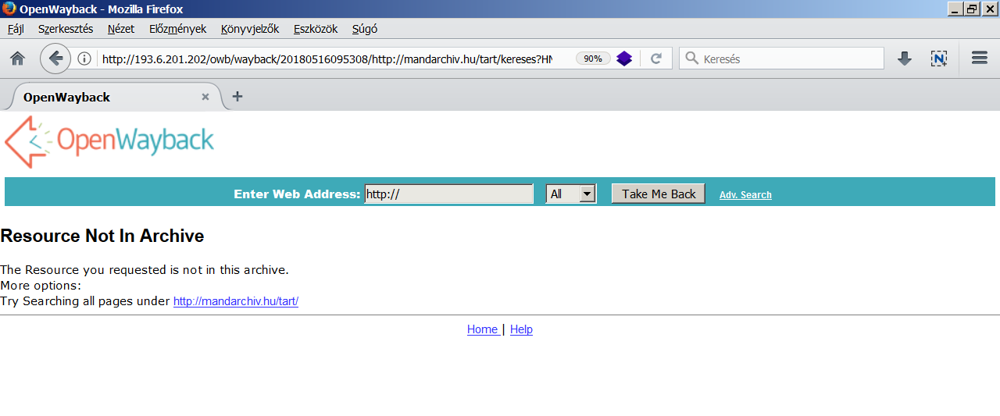 OpenWayback - Mozilla Firefox
Fájl Szerkesztés Nézet Előzmények Könyvjelzők Eszközök Súgó
http://193.6.201.202/owb/wayback/20180516095308/http://mandarchiv.hu/tart/kereses?HN 90% Keresés
OpenWayback
OpenWayback
Enter Web Address: http:// All Take Me Back Adv. Search
Resource Not In Archive
The Resource you requested is not in this archive.
More options:
Try Searching all pages under http://mandarchiv.hu/tart/
Home | Help